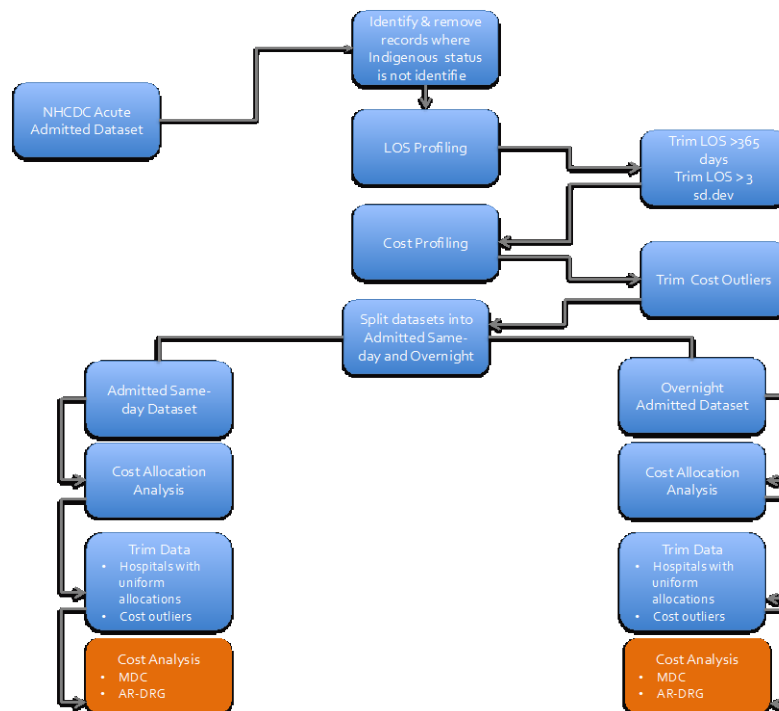 Identify & remove
records where
Indigenous status
is not identifie
NHCDC Acute
Admitted Dataset
LOS Profiling
Trim LOS >365
days
Trim LOS > 3
sd.dev
Cost Profiling
Trim Cost Outliers
Split datasets into
Admitted Same-
day and Overnight
Admitted Same-
day Dataset
Overnight
Admitted Dataset
Cost Allocation
Analysis
Cost Allocation
Analysis
Trim Data
• Hospitals with
uniform
allocations
• Cost outliers
Trim Data
• Hospitals with
uniform
allocations
• Cost outliers
Cost Analysis
• MDC
• AR-DRG
Cost Analysis
• MDC
• AR-DRG